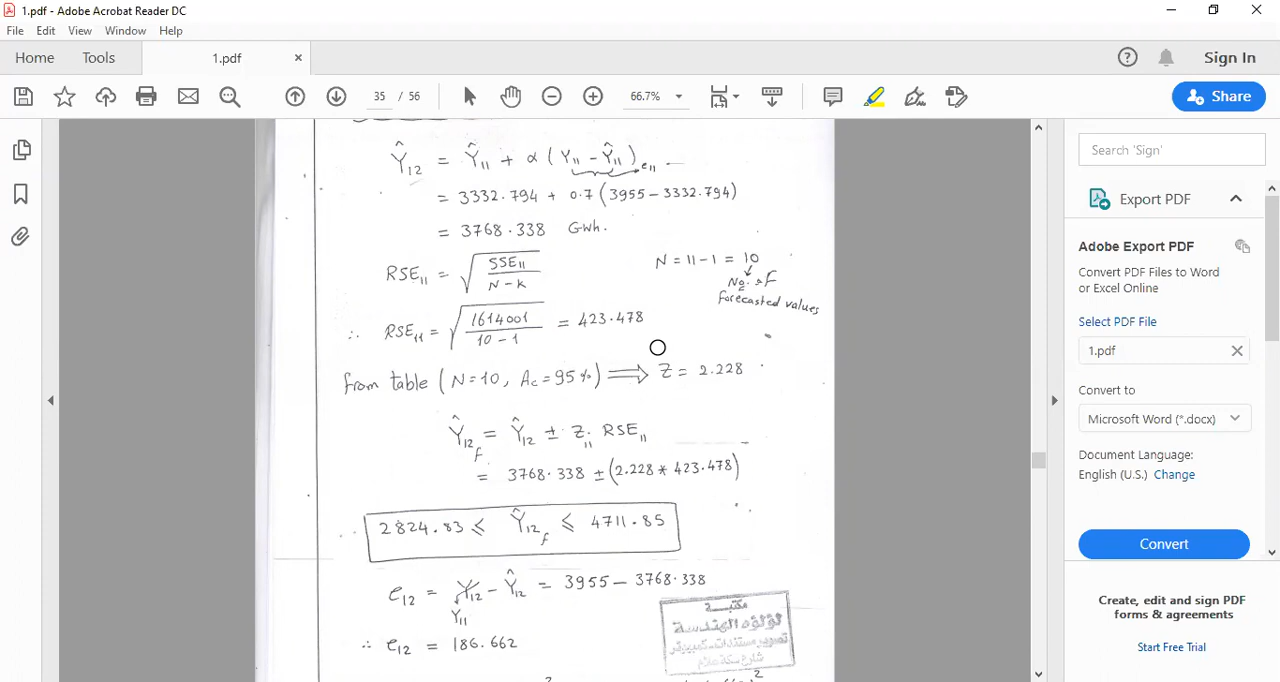 1.pdf - Adobe Acrobat Reader DC
File Edit View Window Help
Home Tools 1.pdf Sign In
35 / 56 66.7% Share
Ŷ₁₂ = Ŷ₁₁ + α (Y₁₁ − Ŷ₁₁) e₁₁
= 3332.794 + 0.7 (3955 − 3332.794)
= 3768.338 Gwh.
RSE₁₁ = √(SSE₁₁ / N − K)
N = 11 − 1 = 10
No. of
forecasted values
∴ RSE₁₁ = √(1614001 / 10 − 1) = 423.478
from table (N = 10, Ac = 95%) ⟹ Z = 2.228
Ŷ₁₂f = Ŷ₁₂ ± Z₁₁ RSE₁₁
= 3768.338 ± (2.228 * 423.478)
2824.83 ≤ Ŷ₁₂f ≤ 4711.85
e₁₂ = Y₁₂ − Ŷ₁₂ = 3955 − 3768.338
Y₁₁
∴ e₁₂ = 186.662
مكتبة
لؤلؤه الهندسة
Search 'Sign'
Export PDF
Adobe Export PDF
Convert PDF Files to Word
or Excel Online
Select PDF File
1.pdf
Convert to
Microsoft Word (*.docx)
Document Language:
English (U.S.) Change
Convert
Create, edit and sign PDF
forms & agreements
Start Free Trial